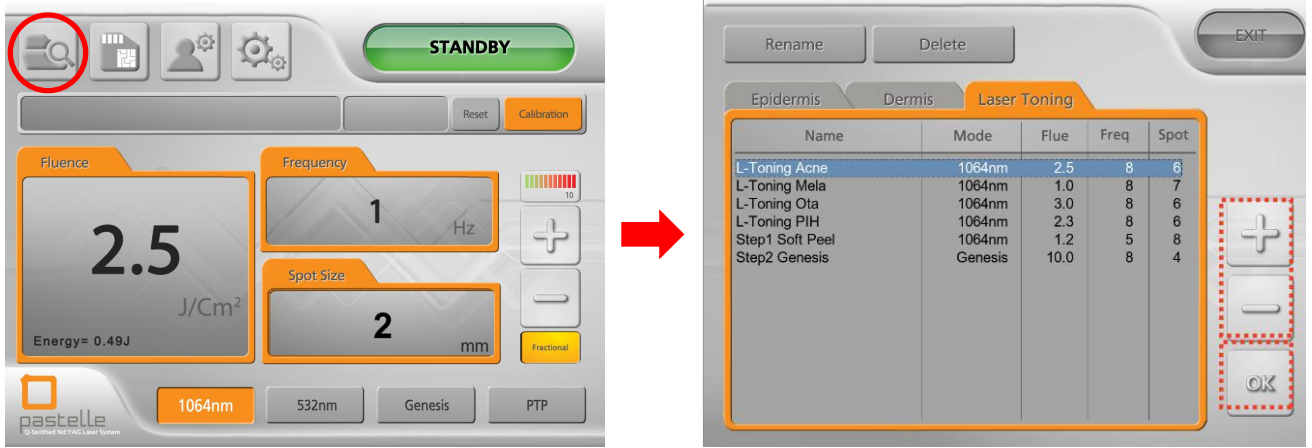 STANDBY
Reset
Calibration
Fluence
2.5
J/Cm²
Energy= 0.49J
Frequency
1
Hz
Spot Size
2
mm
10
Fractional
pastelle
Q-Swithed Nd:YAG Laser System
1064nm
532nm
Genesis
PTP
Rename
Delete
EXIT
Epidermis
Dermis
Laser Toning
Name Mode Flue Freq Spot
L-Toning Acne 1064nm 2.5 8 6
L-Toning Mela 1064nm 1.0 8 7
L-Toning Ota 1064nm 3.0 8 6
L-Toning PIH 1064nm 2.3 8 6
Step1 Soft Peel 1064nm 1.2 5 8
Step2 Genesis Genesis 10.0 8 4
OK